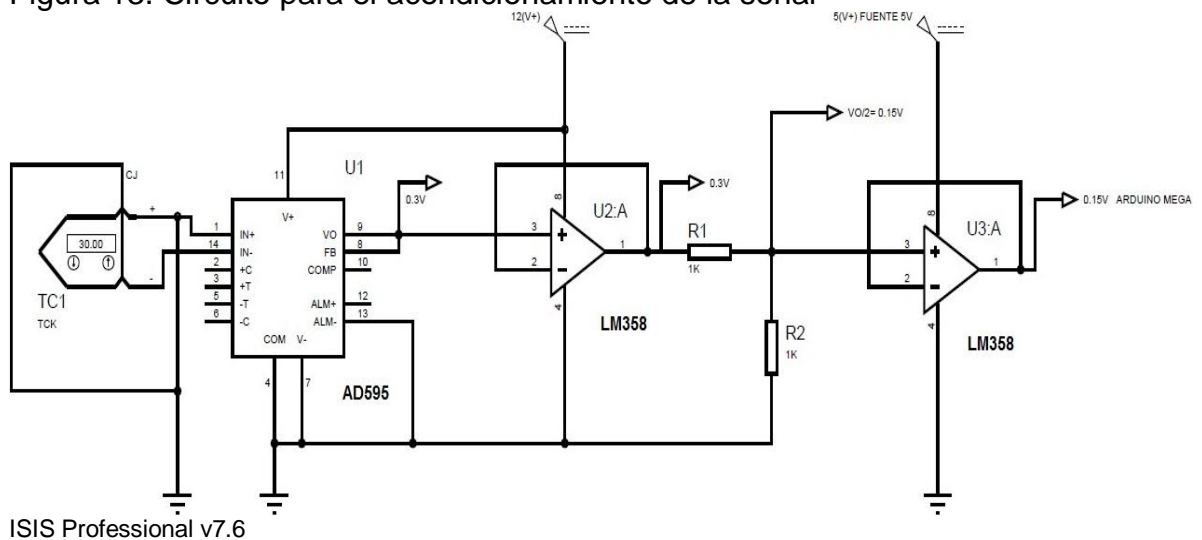 Figura 18. Circuito para el acondicionamiento de la señal
12(V+)
5(V+) FUENTE 5V
VO/2= 0.15V
CJ
11
U1
0.3V
8
0.3V
8
0.15V ARDUINO MEGA
+
V+
1 IN+ VO 9
30.00
14 IN- FB 8
2 +C COMP 10
3 +T
-
5 -T ALM+ 12
6 -C ALM- 13
COM V-
4 7
TC1
TCK
AD595
3 + U2:A
1
2 -
4
LM358
R1
1K
R2
1K
3 + U3:A
1
2 -
4
LM358
ISIS Professional v7.6